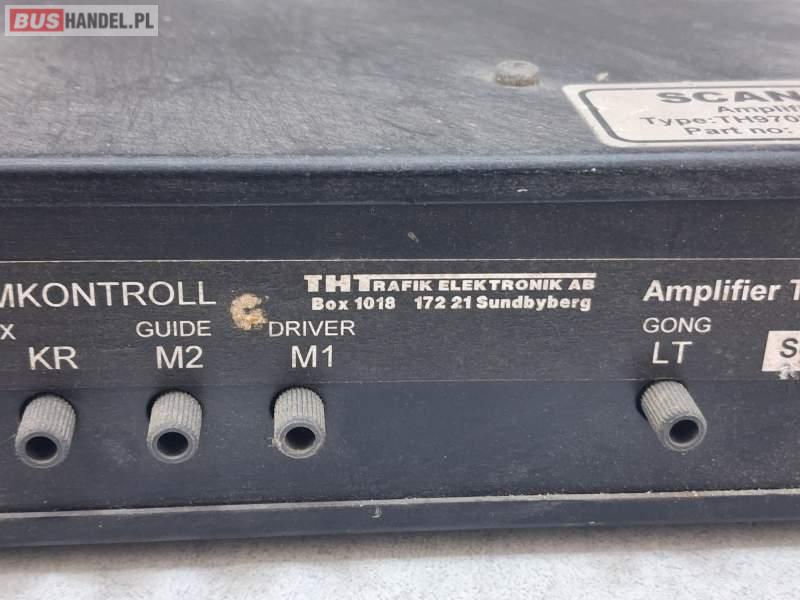 BUSHANDEL.PL
SCAN
Amplifi
Type:TH970
Part no:
MKONTROLL
THTRAFIK ELEKTRONIK AB
Box 1018 172 21 Sundbyberg
Amplifier T
X
GUIDE
DRIVER
GONG
KR
M2
M1
LT
S